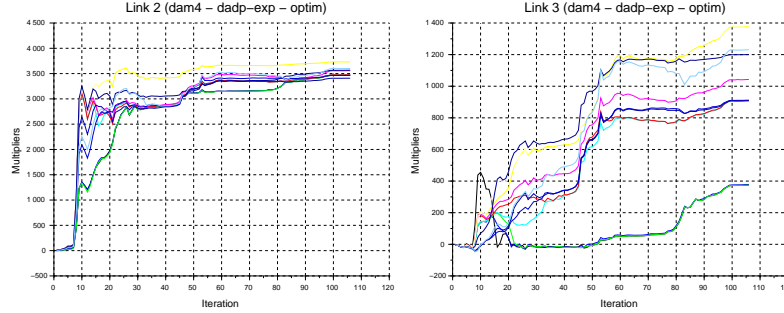 Link 2 (dam4 – dadp–exp – optim)
Multipliers
4 500
4 000
3 500
3 000
2 500
2 000
1 500
1 000
500
0
–500
0 10 20 30 40 50 60 70 80 90 100 110 120
Iteration
Link 3 (dam4 – dadp–exp – optim)
Multipliers
1 400
1 200
1 000
800
600
400
200
0
–200
0 10 20 30 40 50 60 70 80 90 100 110 120
Iteration